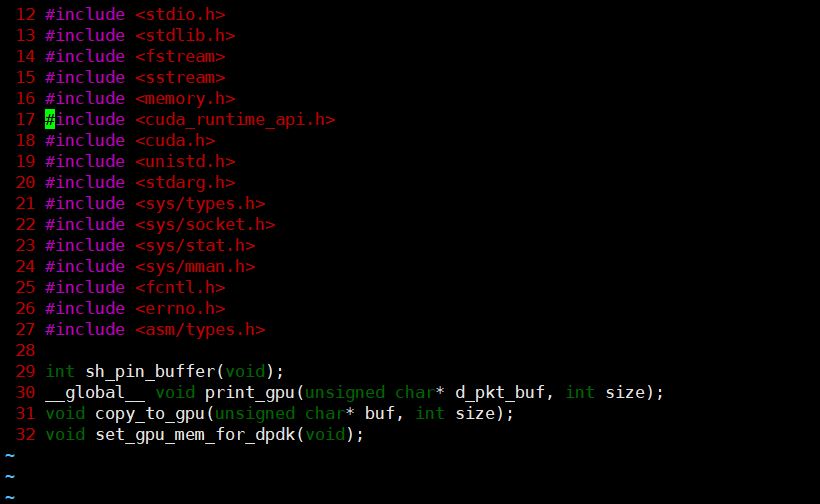 12 #include <stdio.h>
13 #include <stdlib.h>
14 #include <fstream>
15 #include <sstream>
16 #include <memory.h>
17 #include <cuda_runtime_api.h>
18 #include <cuda.h>
19 #include <unistd.h>
20 #include <stdarg.h>
21 #include <sys/types.h>
22 #include <sys/socket.h>
23 #include <sys/stat.h>
24 #include <sys/mman.h>
25 #include <fcntl.h>
26 #include <errno.h>
27 #include <asm/types.h>
28
29 int sh_pin_buffer(void);
30 __global__ void print_gpu(unsigned char* d_pkt_buf, int size);
31 void copy_to_gpu(unsigned char* buf, int size);
32 void set_gpu_mem_for_dpdk(void);
~
~
~